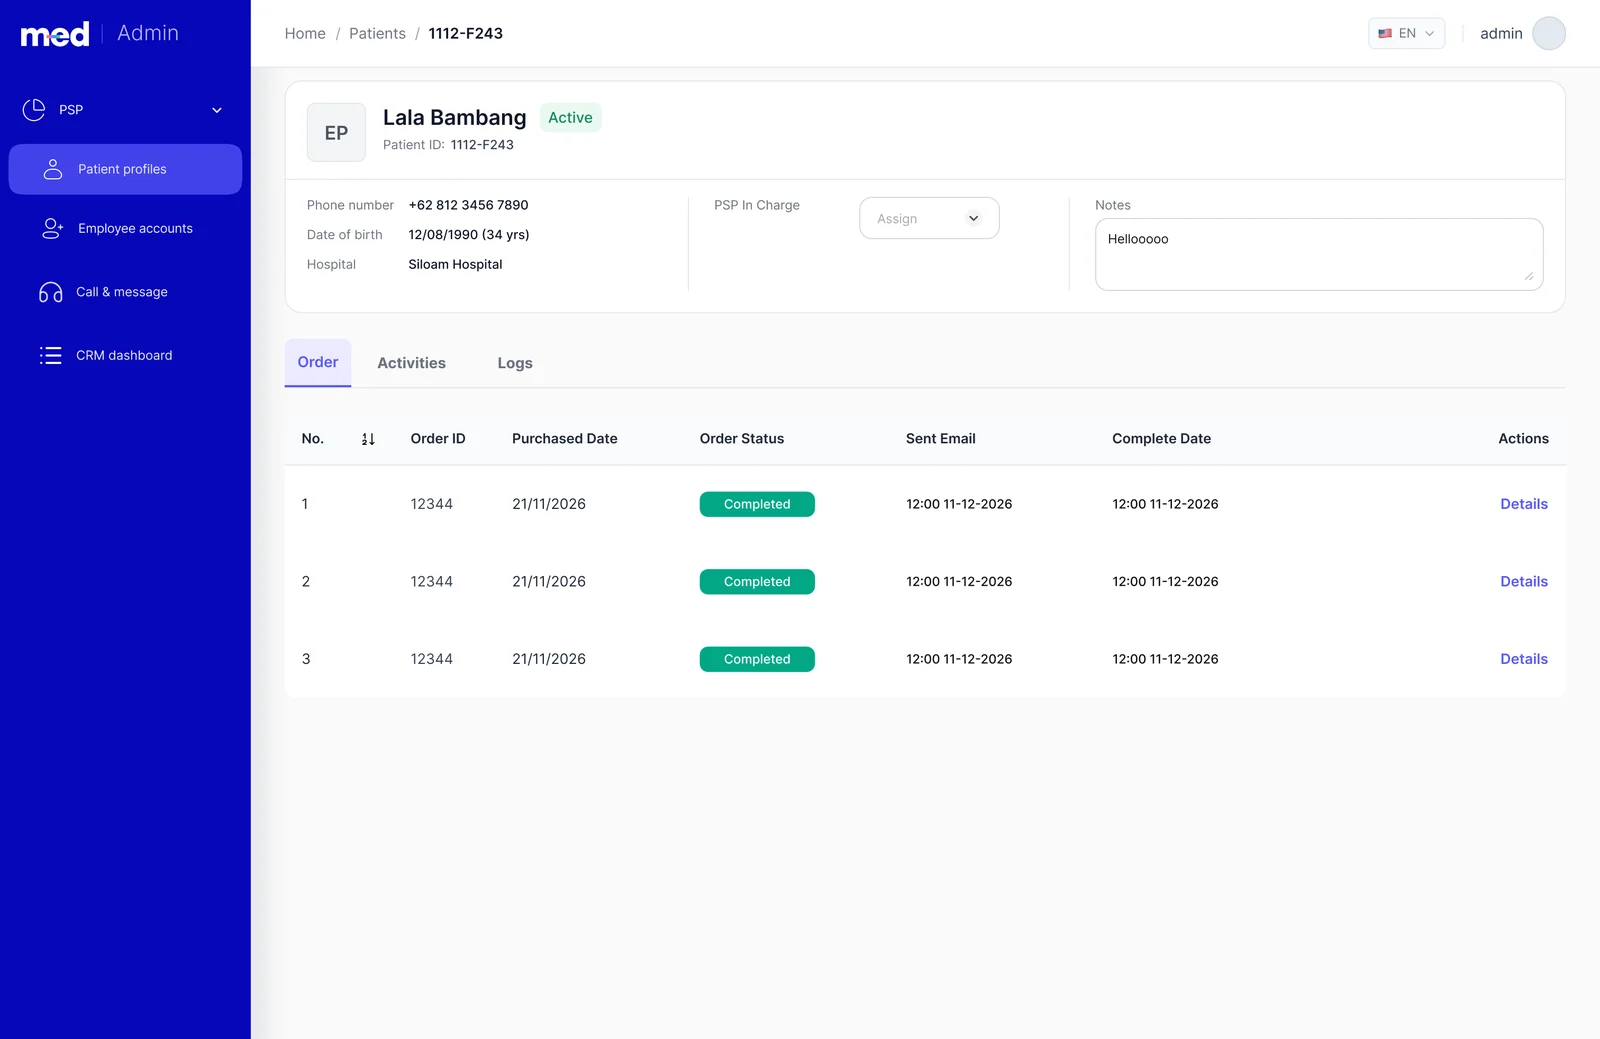 med | Admin
Home / Patients / 1112-F243
EN
admin
PSP
Patient profiles
Employee accounts
Call & message
CRM dashboard
EP
Lala Bambang
Active
Patient ID: 1112-F243
Phone number +62 812 3456 7890
Date of birth 12/08/1990 (34 yrs)
Hospital Siloam Hospital
PSP In Charge
Assign
Notes
Hellooooo
Order
Activities
Logs
No. Order ID Purchased Date Order Status Sent Email Complete Date Actions
1 12344 21/11/2026 Completed 12:00 11-12-2026 12:00 11-12-2026 Details
2 12344 21/11/2026 Completed 12:00 11-12-2026 12:00 11-12-2026 Details
3 12344 21/11/2026 Completed 12:00 11-12-2026 12:00 11-12-2026 Details